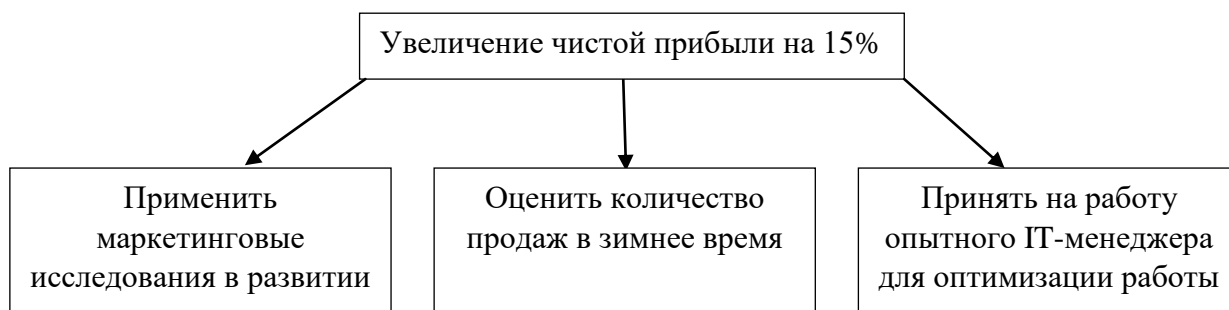 Увеличение чистой прибыли на 15%
Применить
маркетинговые
исследования в развитии
Оценить количество
продаж в зимнее время
Принять на работу
опытного IT-менеджера
для оптимизации работы